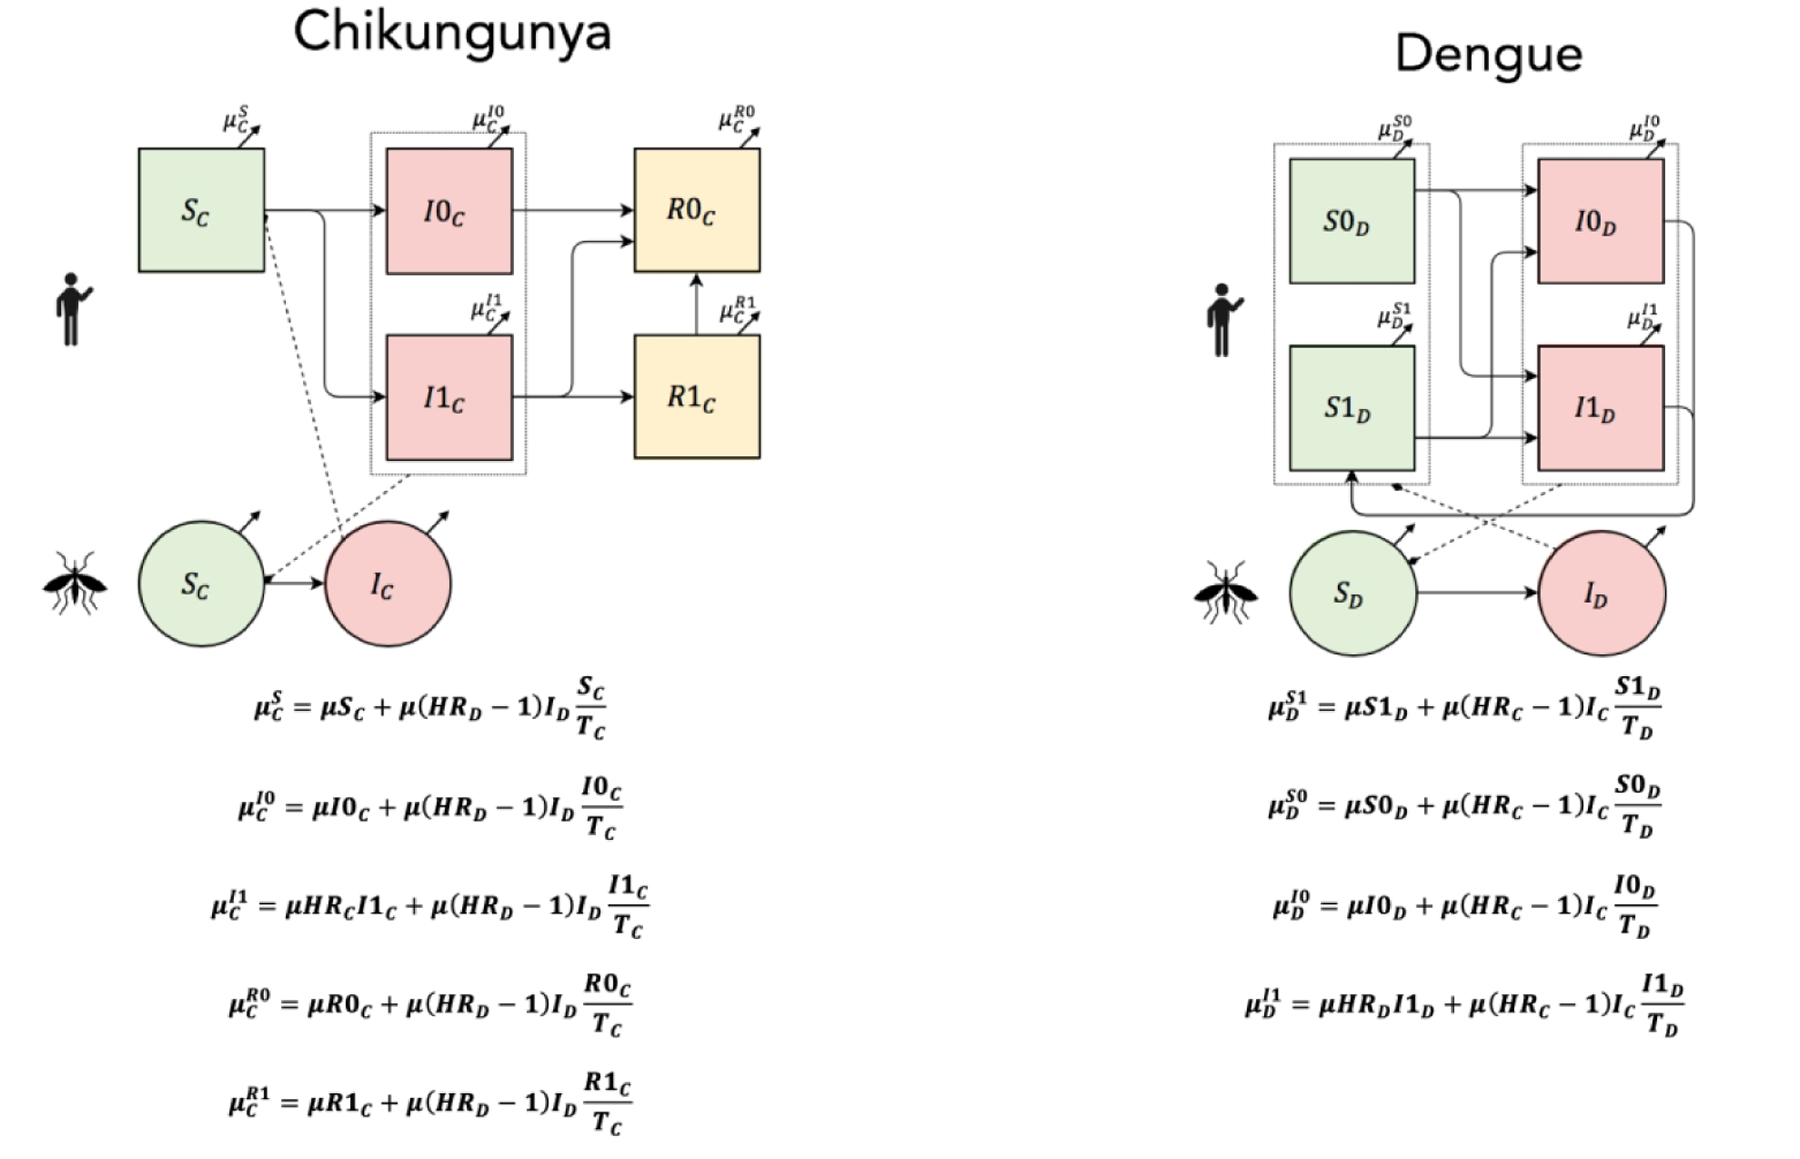 Chikungunya
Dengue
μ_C^S
μ_C^{I0}
μ_C^{R0}
S_C
I0_C
R0_C
μ_C^{I1}
μ_C^{R1}
I1_C
R1_C
S_C
I_C
μ_D^{S0}
μ_D^{I0}
S0_D
I0_D
μ_D^{S1}
μ_D^{I1}
S1_D
I1_D
S_D
I_D
μ_C^S = μS_C + μ(HR_D − 1)I_D S_C/T_C
μ_C^{I0} = μI0_C + μ(HR_D − 1)I_D I0_C/T_C
μ_C^{I1} = μHR_C I1_C + μ(HR_D − 1)I_D I1_C/T_C
μ_C^{R0} = μR0_C + μ(HR_D − 1)I_D R0_C/T_C
μ_C^{R1} = μR1_C + μ(HR_D − 1)I_D R1_C/T_C
μ_D^{S1} = μS1_D + μ(HR_C − 1)I_C S1_D/T_D
μ_D^{S0} = μS0_D + μ(HR_C − 1)I_C S0_D/T_D
μ_D^{I0} = μI0_D + μ(HR_C − 1)I_C I0_D/T_D
μ_D^{I1} = μHR_D I1_D + μ(HR_C − 1)I_C I1_D/T_D